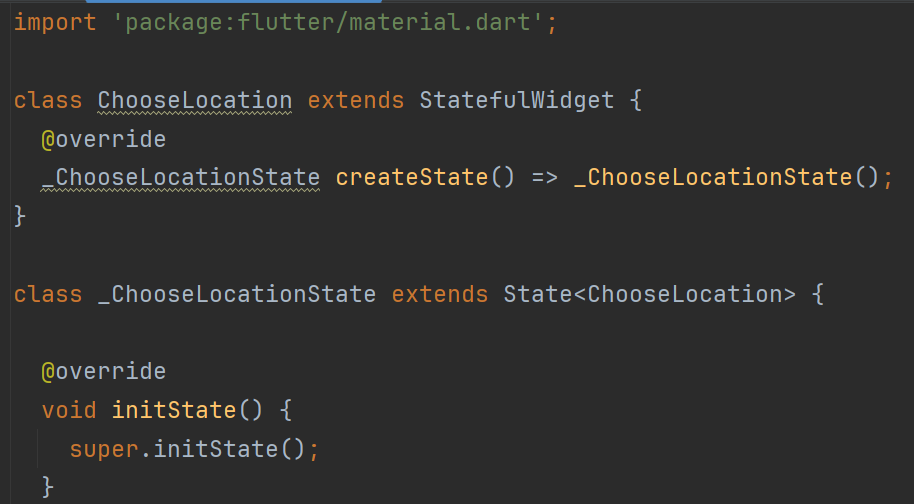 import 'package:flutter/material.dart';
class ChooseLocation extends StatefulWidget {
@override
_ChooseLocationState createState() => _ChooseLocationState();
}
class _ChooseLocationState extends State<ChooseLocation> {
@override
void initState() {
super.initState();
}